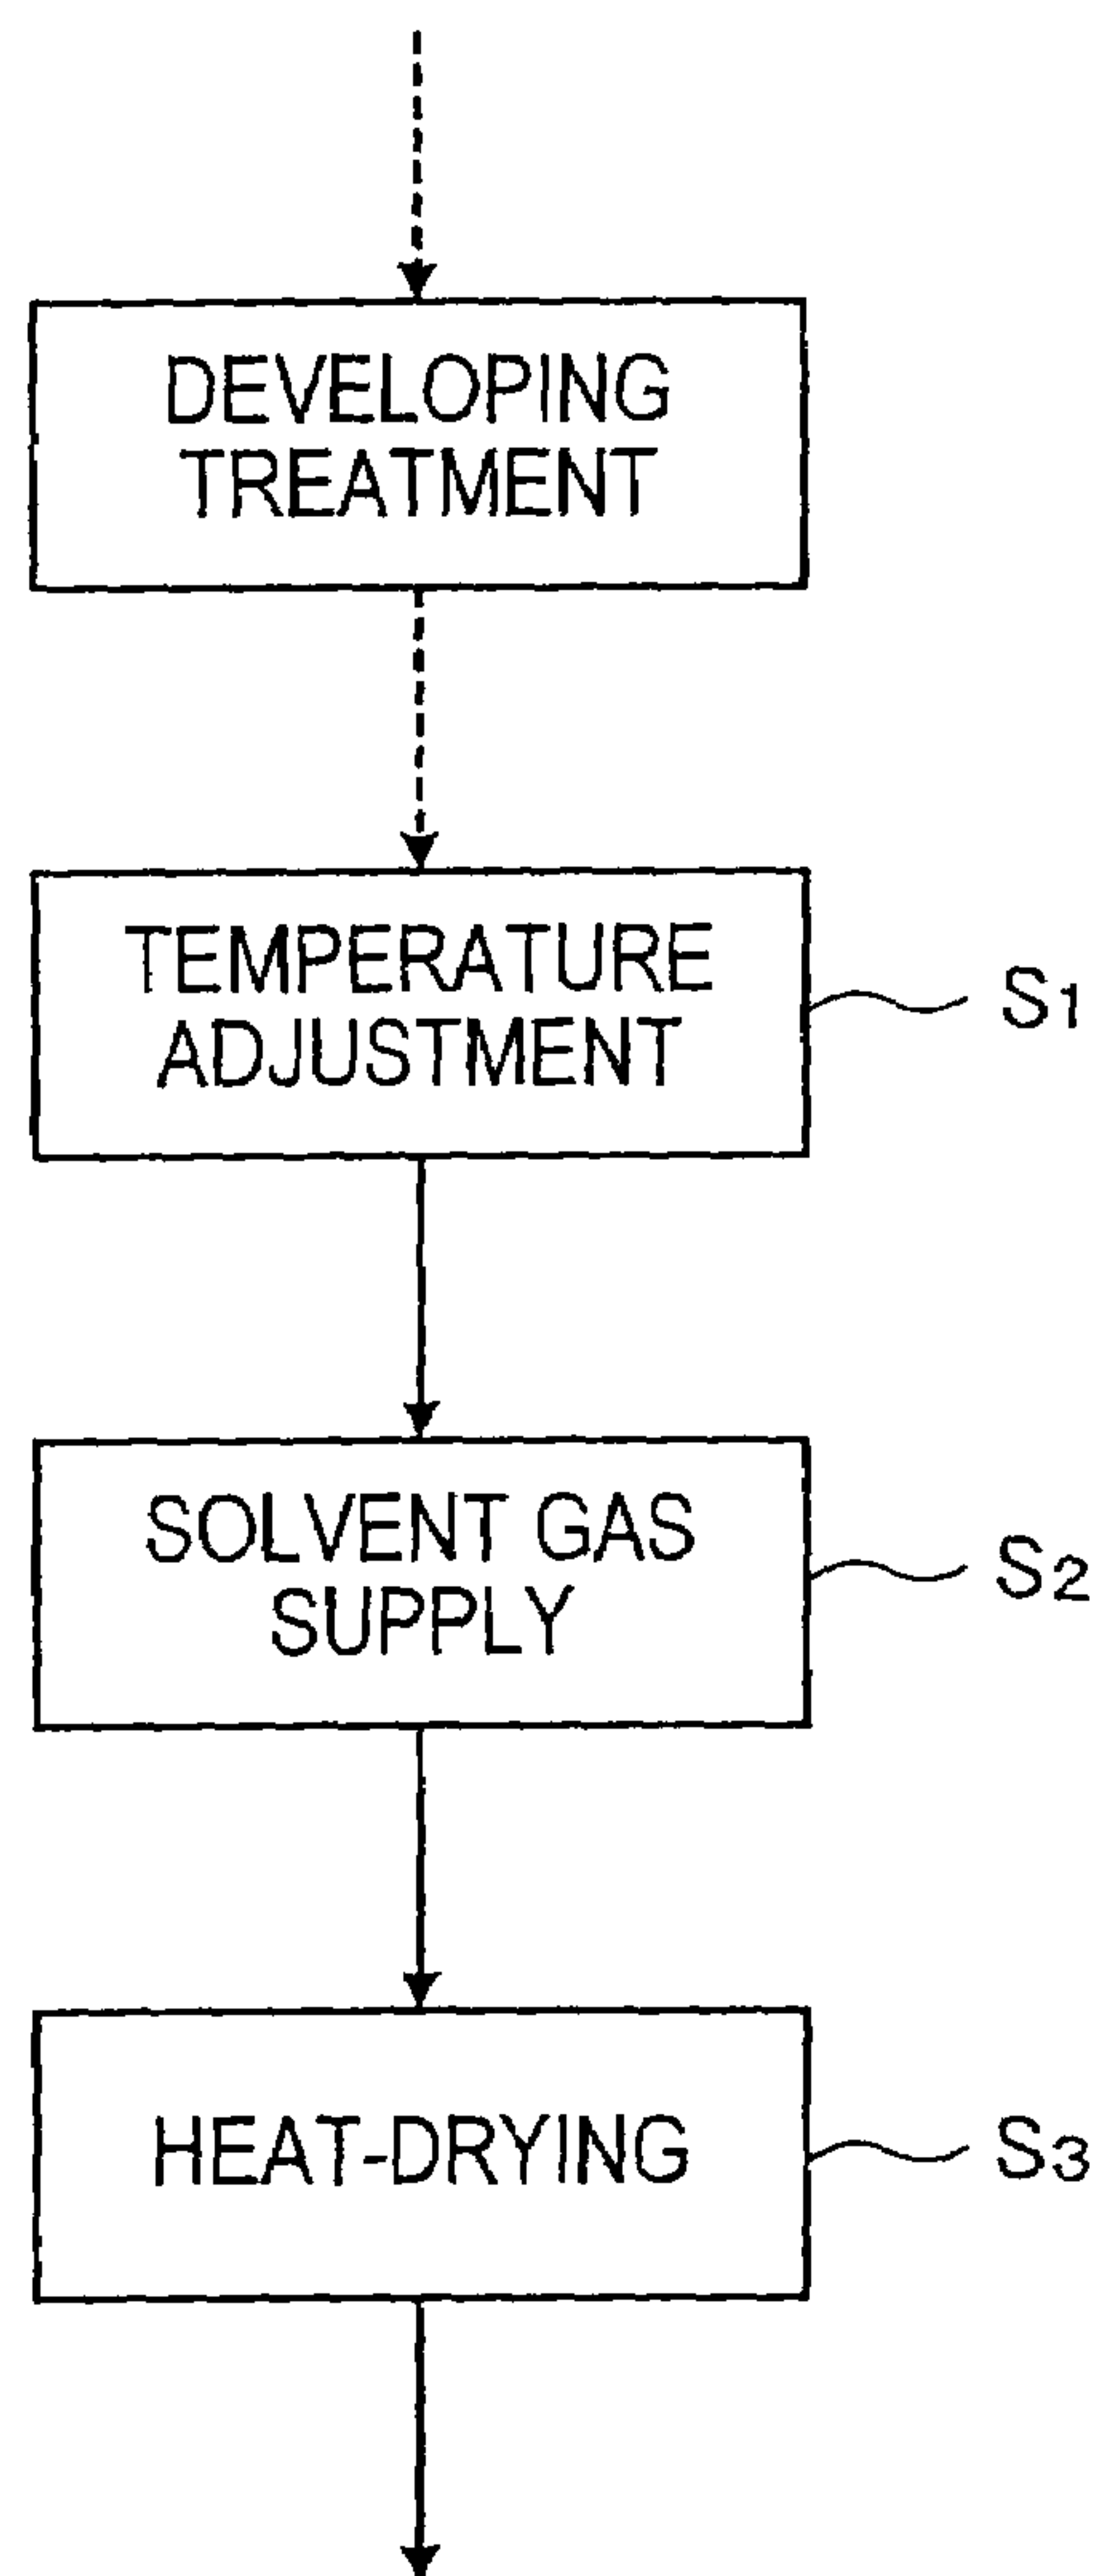 DEVELOPING
TREATMENT
TEMPERATURE
ADJUSTMENT
S1
SOLVENT GAS
SUPPLY
S2
HEAT-DRYING
S3